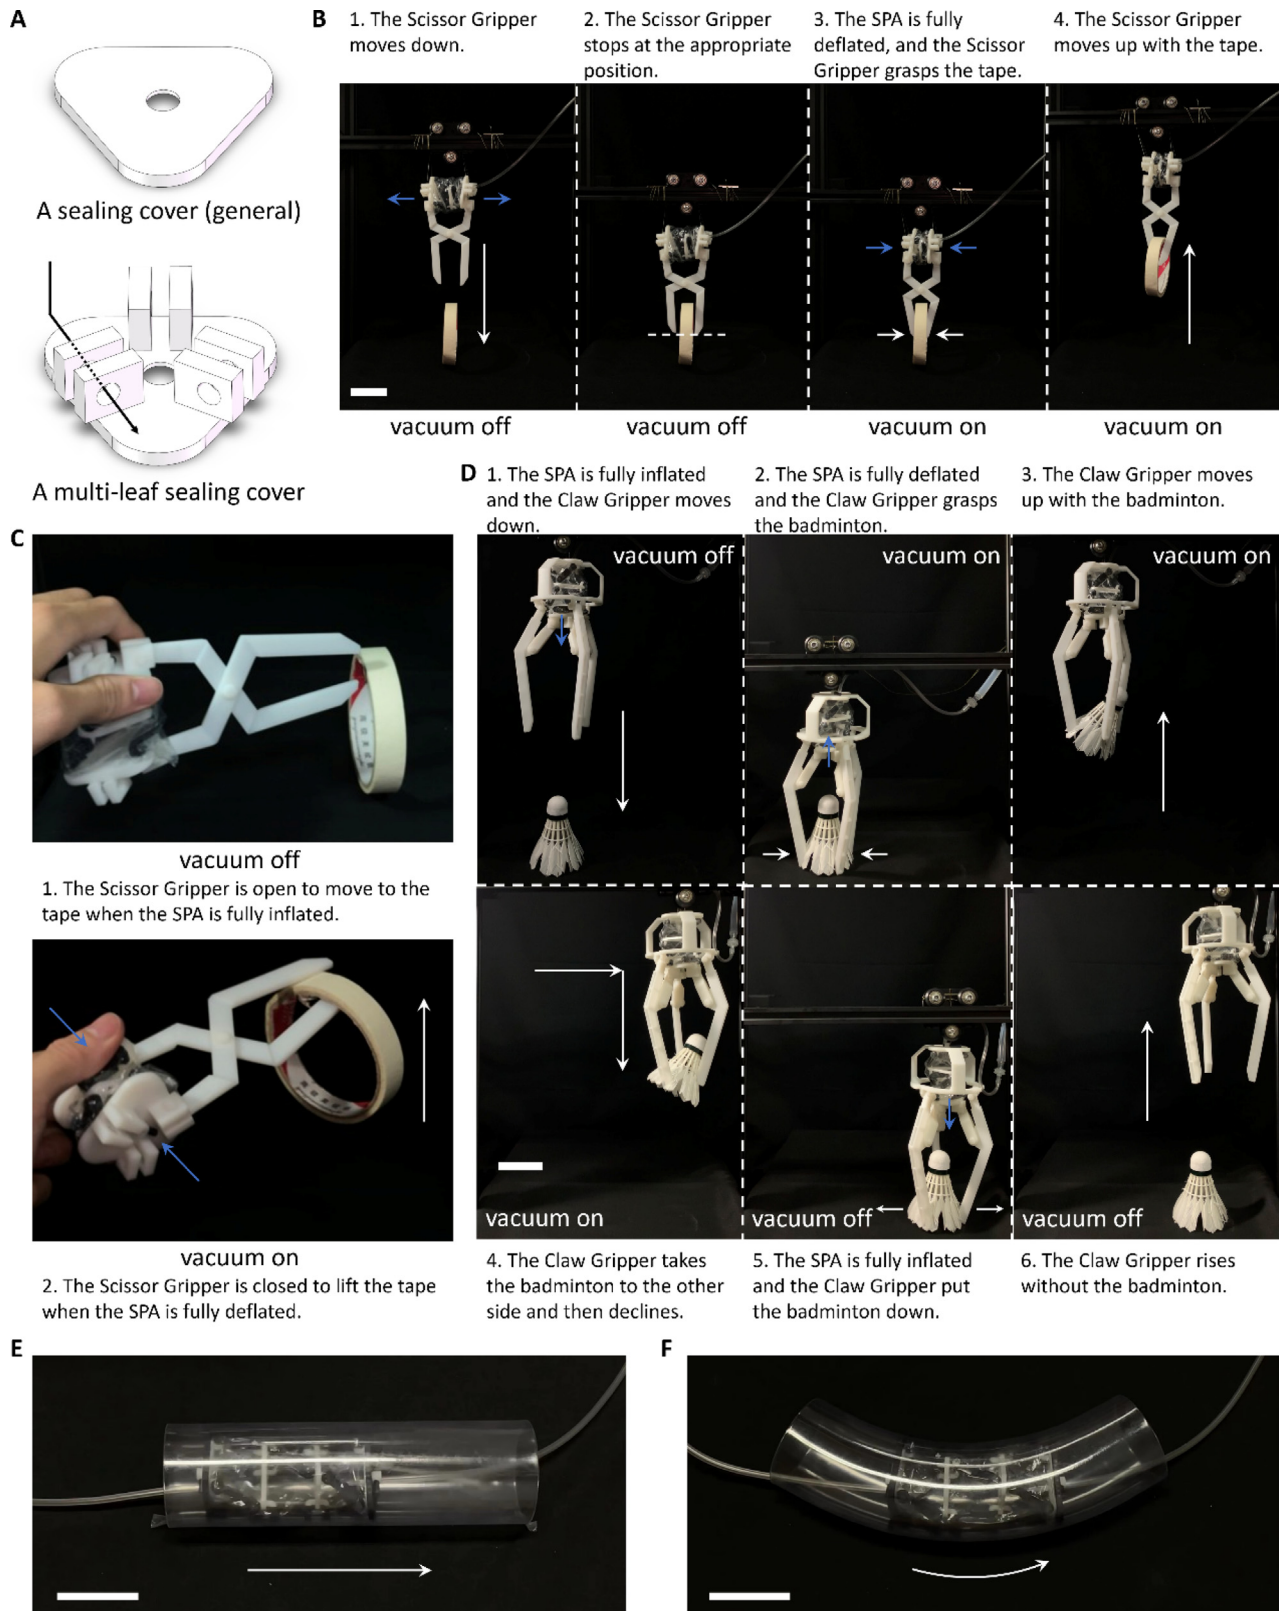 A
A sealing cover (general)
A multi-leaf sealing cover
B
1. The Scissor Gripper
moves down.
2. The Scissor Gripper
stops at the appropriate
position.
3. The SPA is fully
deflated, and the Scissor
Gripper grasps the tape.
4. The Scissor Gripper
moves up with the tape.
vacuum off
vacuum off
vacuum on
vacuum on
C
vacuum off
1. The Scissor Gripper is open to move to the
tape when the SPA is fully inflated.
vacuum on
2. The Scissor Gripper is closed to lift the tape
when the SPA is fully deflated.
D
1. The SPA is fully inflated
and the Claw Gripper moves
down.
2. The SPA is fully deflated
and the Claw Gripper grasps
the badminton.
3. The Claw Gripper moves
up with the badminton.
vacuum off
vacuum on
vacuum on
vacuum on
vacuum off
vacuum off
4. The Claw Gripper takes
the badminton to the other
side and then declines.
5. The SPA is fully inflated
and the Claw Gripper put
the badminton down.
6. The Claw Gripper rises
without the badminton.
E
F